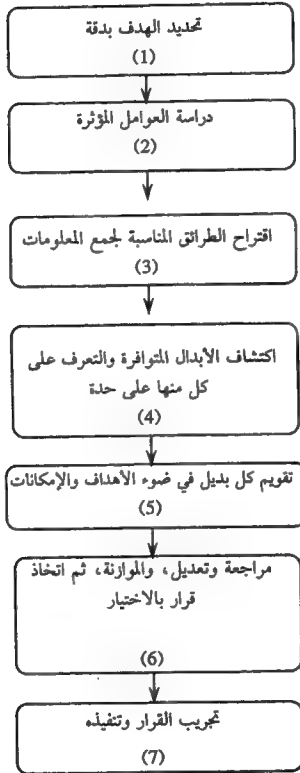 تحديد الهدف بدقة
(1)
دراسة العوامل المؤثرة
(2)
اقتراح الطرائق المناسبة لجمع المعلومات
(3)
اكتشاف الأبدال المتوافرة والتعرف على
كل منها على حدة
(4)
تقويم كل بديل في ضوء الأهداف والإمكانات
(5)
مراجعة وتعديل، والموازنة، ثم اتخاذ
قرار بالاختيار
(6)
تجريب القرار وتنفيذه
(7)